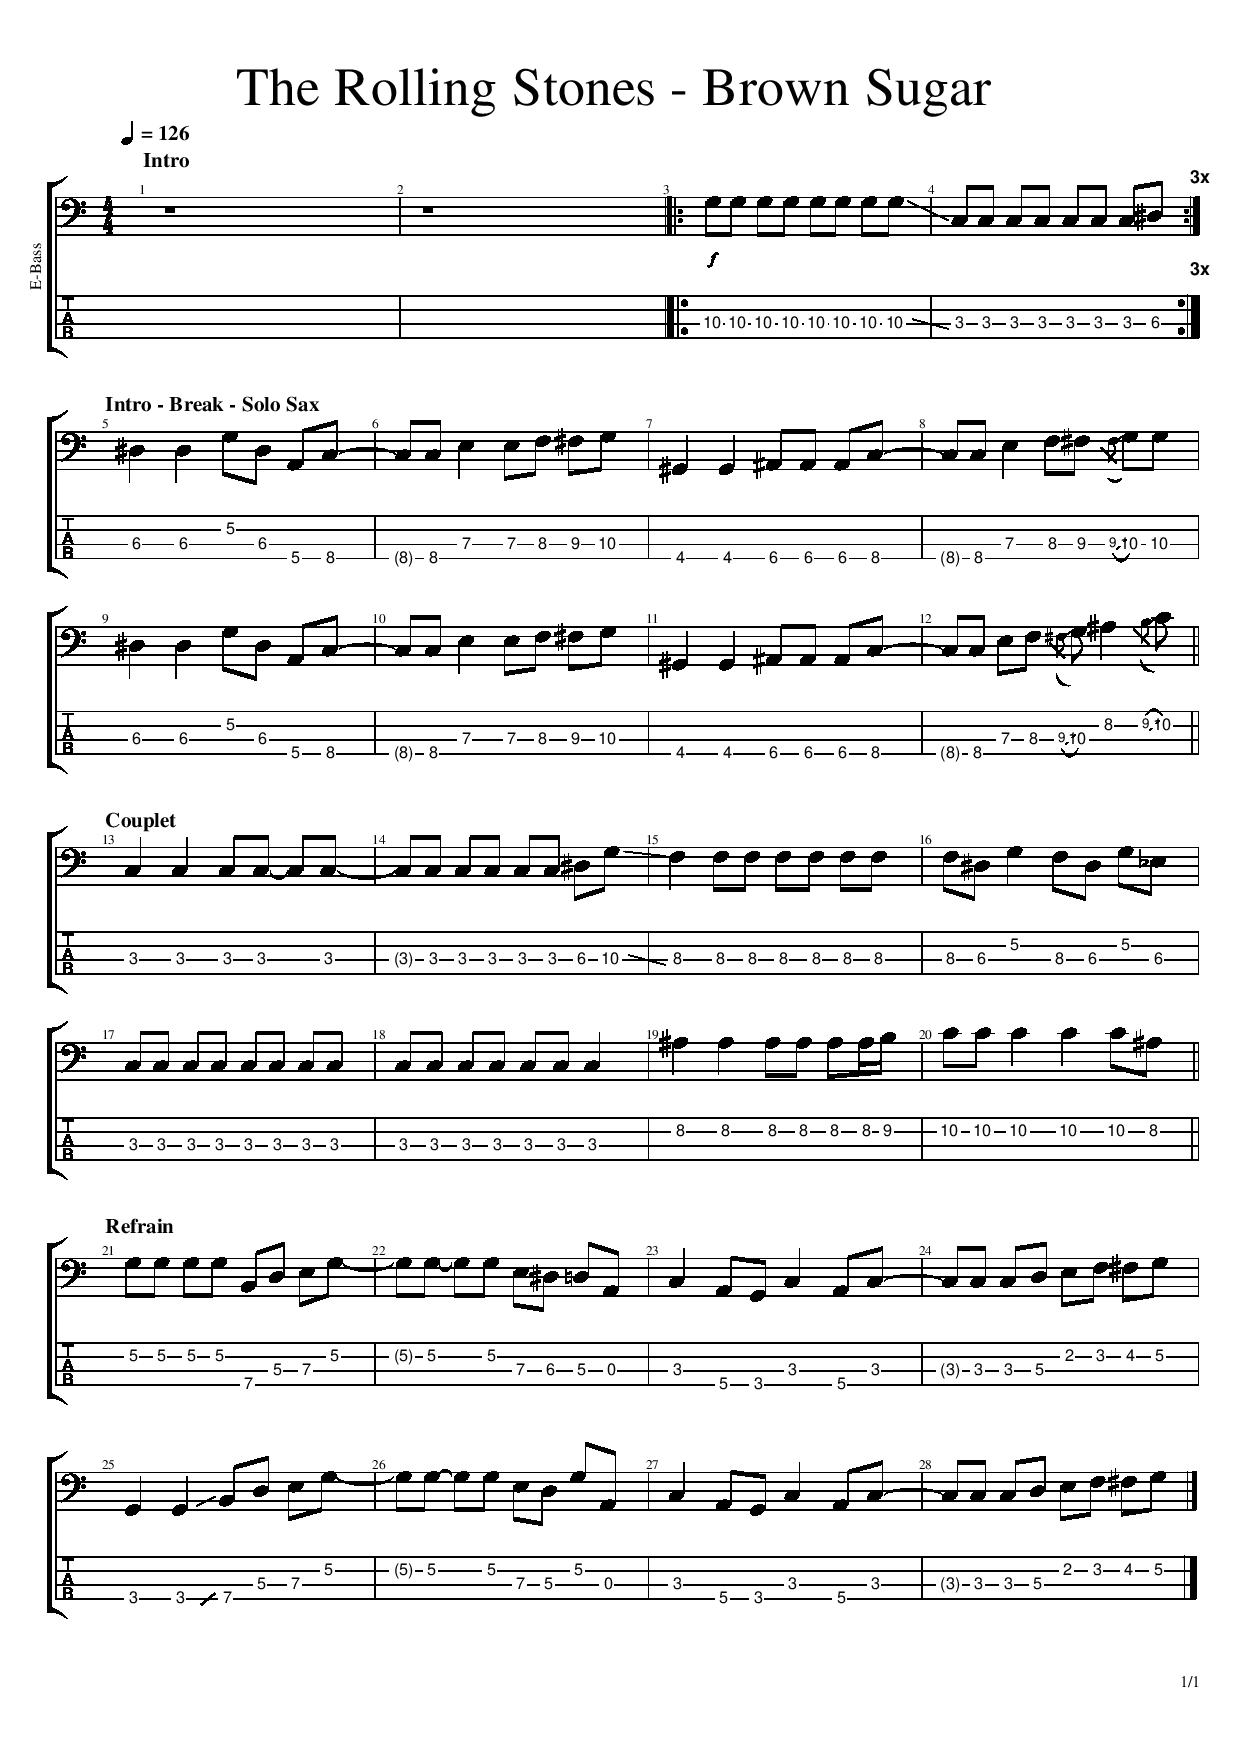 The Rolling Stones - Brown Sugar
= 126
Intro
1 2 3 4 3x
4
4
E-Bass
f
3x
T
A
B
10 10 10 10 10 10 10 10 3 3 3 3 3 3 3 6
Intro - Break - Solo Sax
5 6 7 8
T
A
B
5
6 6 6 7 7 8 9 10 7 8 9 9 10 10
5 8 (8) 8 4 4 6 6 6 8 (8) 8
9 10 11 12
T
A
B
5 8 9 10
6 6 6 7 7 8 9 10 7 8 9 10
5 8 (8) 8 4 4 6 6 6 8 (8) 8
Couplet
13 14 15 16
T
A
B
5 5
3 3 3 3 3 (3) 3 3 3 3 3 6 10 8 8 8 8 8 8 8 8 6 8 6 6
17 18 19 20
T
A
B
8 8 8 8 8 8 9 10 10 10 10 10 8
3 3 3 3 3 3 3 3 3 3 3 3 3 3 3
Refrain
21 22 23 24
T
A
B
5 5 5 5 5 (5) 5 5 2 3 4 5
5 7 7 6 5 0 3 3 3 (3) 3 3 5
7 5 3 5
25 26 27 28
T
A
B
5 (5) 5 5 5 2 3 4 5
5 7 7 5 0 3 3 3 (3) 3 3 5
3 3 7 5 3 5
1/1